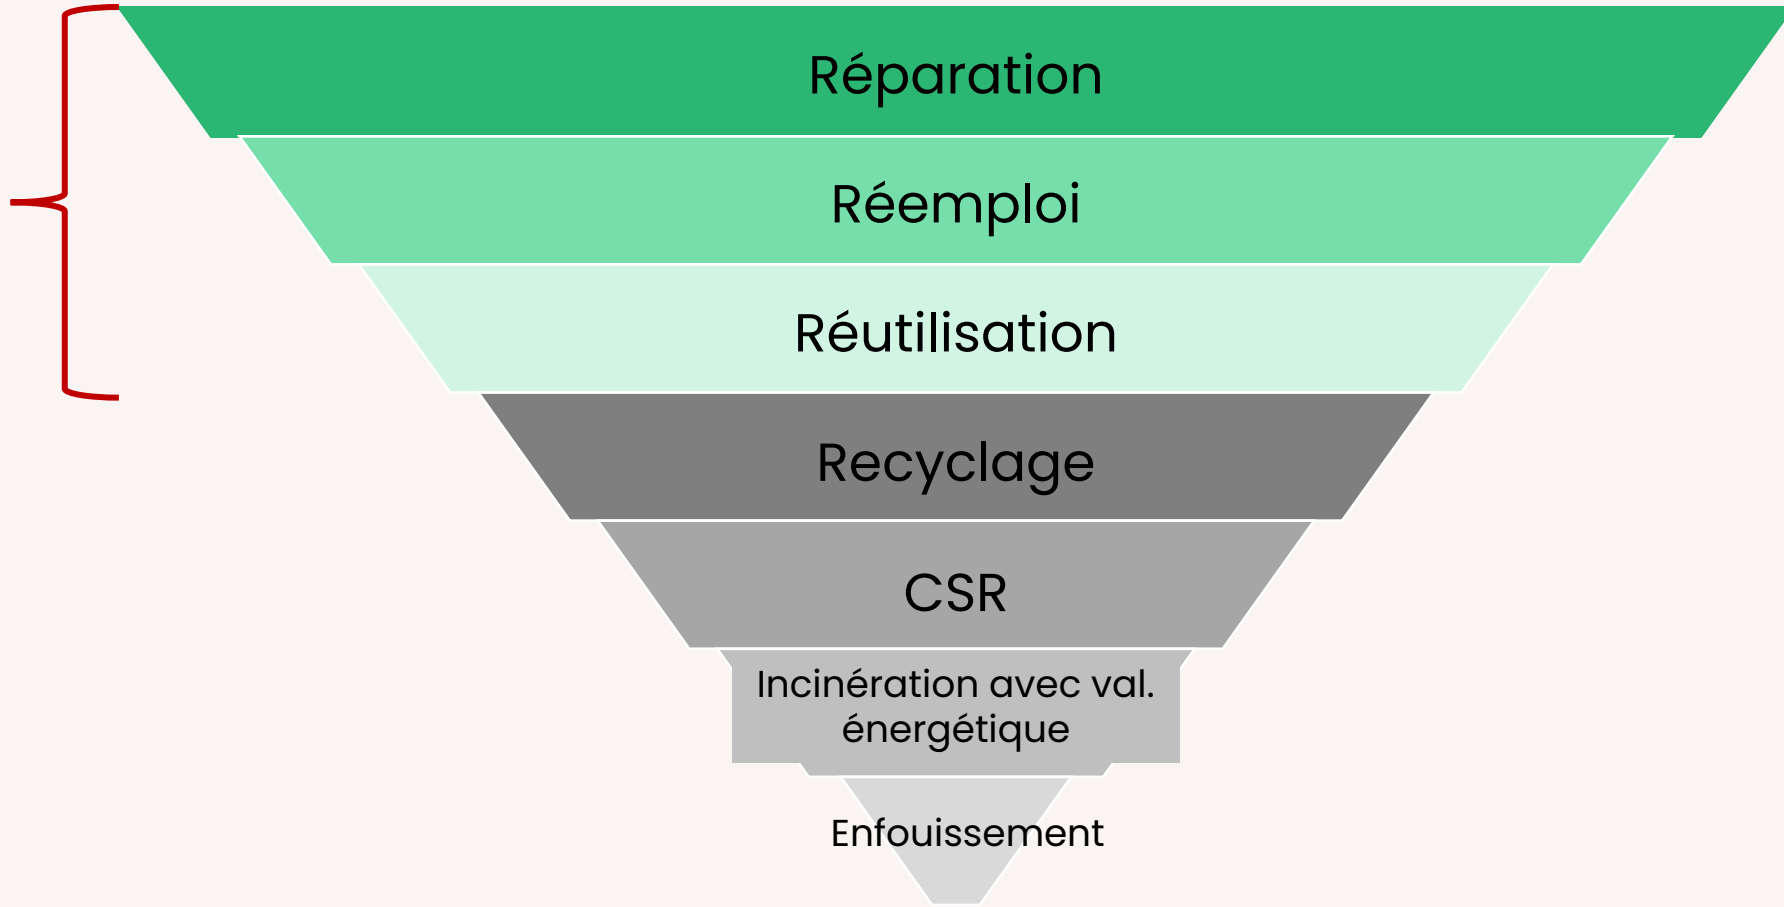 Réparation
Réemploi
Réutilisation
Recyclage
CSR
Incinération avec val.
énergétique
Enfouissement